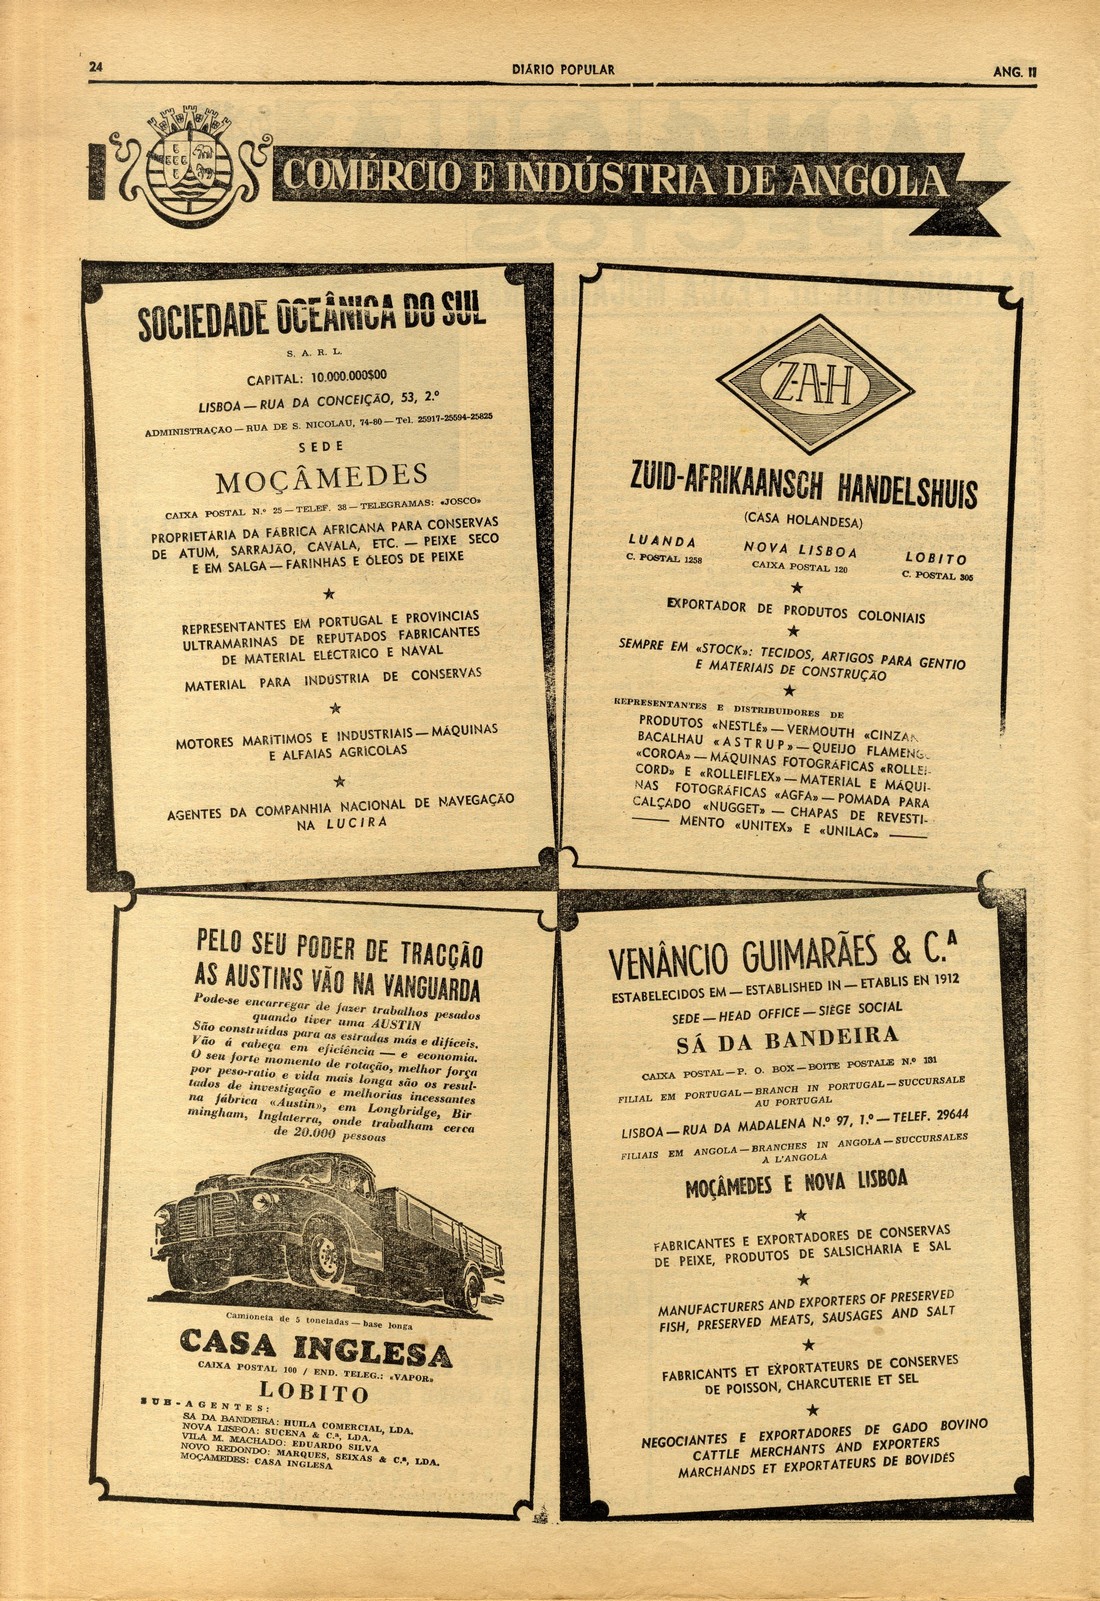 24
DIÁRIO POPULAR
ANG. II
COMÉRCIO E INDÚSTRIA DE ANGOLA
SOCIEDADE OCEÂNICA DO SUL
S. A. R. L.
CAPITAL: 10.000.000$00
LISBOA — RUA DA CONCEIÇÃO, 53, 2.º
ADMINISTRAÇÃO — RUA DE S. NICOLAU, 74-80 — Tel. 25917-25594-25825
SEDE
MOÇÂMEDES
CAIXA POSTAL N.º 25 — TELEF. 38 — TELEGRAMAS: «JOSCO»
PROPRIETÁRIA DA FÁBRICA AFRICANA PARA CONSERVAS
DE ATUM, SARRAJÃO, CAVALA, ETC. — PEIXE SECO
E EM SALGA — FARINHAS E ÓLEOS DE PEIXE
REPRESENTANTES EM PORTUGAL E PROVÍNCIAS
ULTRAMARINAS DE REPUTADOS FABRICANTES
DE MATERIAL ELÉCTRICO E NAVAL
MATERIAL PARA INDÚSTRIA DE CONSERVAS
MOTORES MARÍTIMOS E INDUSTRIAIS — MÁQUINAS
E ALFAIAS AGRÍCOLAS
AGENTES DA COMPANHIA NACIONAL DE NAVEGAÇÃO
NA LUCIRA
Z-A-H
ZUID-AFRIKAANSCH HANDELSHUIS
(CASA HOLANDESA)
LUANDA
C. POSTAL 1258
NOVA LISBOA
CAIXA POSTAL 120
LOBITO
C. POSTAL 305
EXPORTADOR DE PRODUTOS COLONIAIS
SEMPRE EM «STOCK»: TECIDOS, ARTIGOS PARA GENTIO
E MATERIAIS DE CONSTRUÇÃO
REPRESENTANTES E DISTRIBUIDORES DE
PRODUTOS «NESTLÉ» — VERMOUTH «CINZAN
BACALHAU «ASTRUP» — QUEIJO FLAMENG
«COROA» — MÁQUINAS FOTOGRÁFICAS «ROLLEI-
CORD» E «ROLLEIFLEX» — MATERIAL E MÁQUI-
NAS FOTOGRÁFICAS «AGFA» — POMADA PARA
CALÇADO «NUGGET» — CHAPAS DE REVESTI-
MENTO «UNITEX» E «UNILAC»
PELO SEU PODER DE TRACÇÃO
AS AUSTINS VÃO NA VANGUARDA
Pode-se encarregar de fazer trabalhos pesados
quando tiver uma AUSTIN
São construídas para as estradas más e difíceis.
Vão á cabeça em eficiência — e economia.
O seu forte momento de rotação, melhor força
por peso-ratio e vida mais longa são os resul-
tados de investigação e melhorias incessantes
na fábrica «Austin», em Longbridge, Bir
mingham, Inglaterra, onde trabalham cerca
de 20.000 pessoas
Camioneta de 5 toneladas — base longa
CASA INGLESA
CAIXA POSTAL 100 / END. TELEG.: «VAPOR»
LOBITO
SUB-AGENTES:
SÁ DA BANDEIRA: HUILA COMERCIAL, LDA.
NOVA LISBOA: SUCENA & C.ª, LDA.
VILA M. MACHADO: EDUARDO SILVA
NOVO REDONDO: MARQUES, SEIXAS & C.ª, LDA.
MOÇAMEDES: CASA INGLESA
VENÂNCIO GUIMARÃES & C.ª
ESTABELECIDOS EM — ESTABLISHED IN — ETABLIS EN 1912
SEDE — HEAD OFFICE — SIÈGE SOCIAL
SÁ DA BANDEIRA
CAIXA POSTAL — P. O. BOX — BOITE POSTALE N.º 131
FILIAL EM PORTUGAL — BRANCH IN PORTUGAL — SUCCURSALE
AU PORTUGAL
LISBOA — RUA DA MADALENA N.º 97, 1.º — TELEF. 29644
FILIAIS EM ANGOLA — BRANCHES IN ANGOLA — SUCCURSALES
A L'ANGOLA
MOÇÂMEDES E NOVA LISBOA
FABRICANTES E EXPORTADORES DE CONSERVAS
DE PEIXE, PRODUTOS DE SALSICHARIA E SAL
MANUFACTURERS AND EXPORTERS OF PRESERVED
FISH, PRESERVED MEATS, SAUSAGES AND SALT
FABRICANTS ET EXPORTATEURS DE CONSERVES
DE POISSON, CHARCUTERIE ET SEL
NEGOCIANTES E EXPORTADORES DE GADO BOVINO
CATTLE MERCHANTS AND EXPORTERS
MARCHANDS ET EXPORTATEURS DE BOVIDÉS